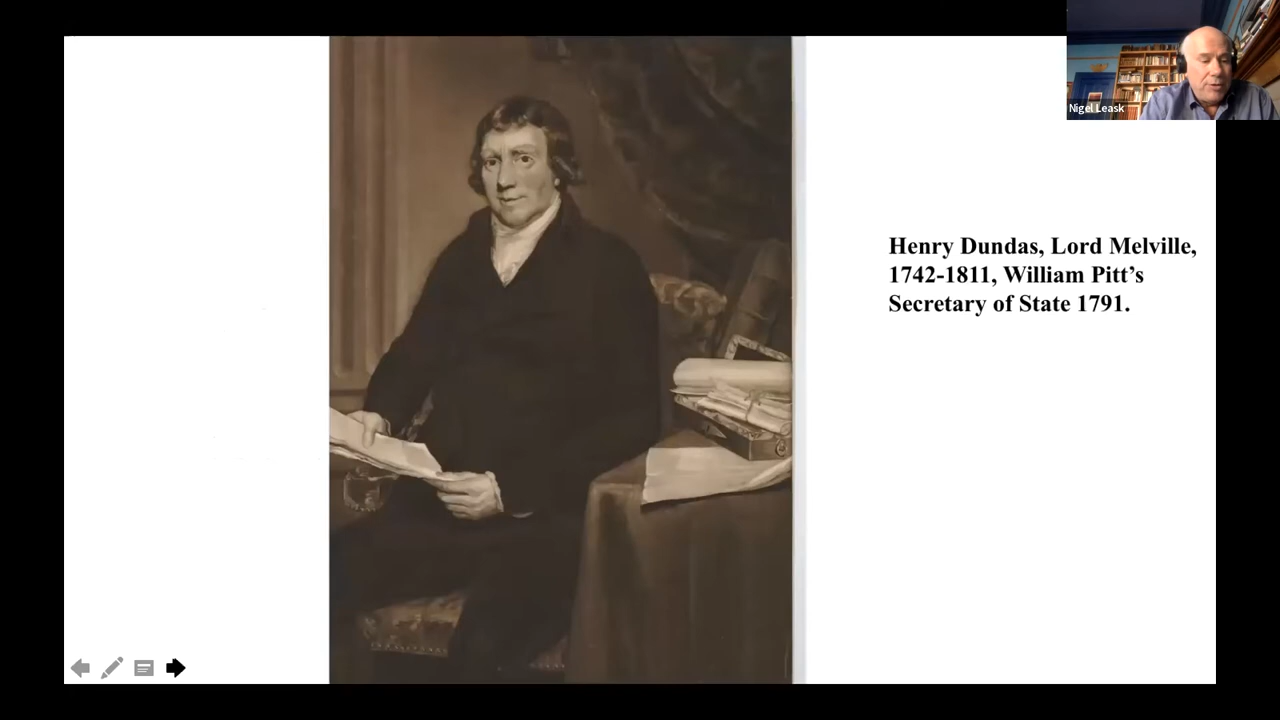 Nigel Leask
Henry Dundas, Lord Melville,
1742-1811, William Pitt’s
Secretary of State 1791.